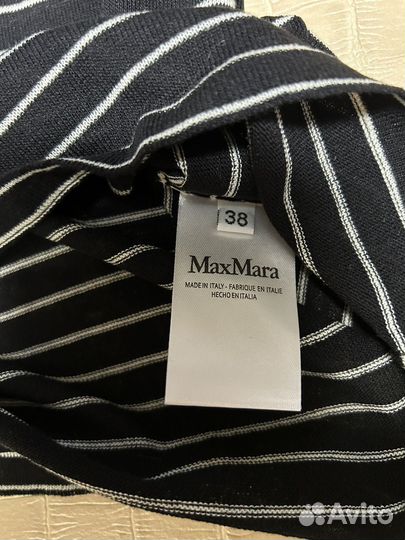 38
MaxMara
MADE IN ITALY - FABRIQUE EN ITALIE
HECHO EN ITALIA
Avito